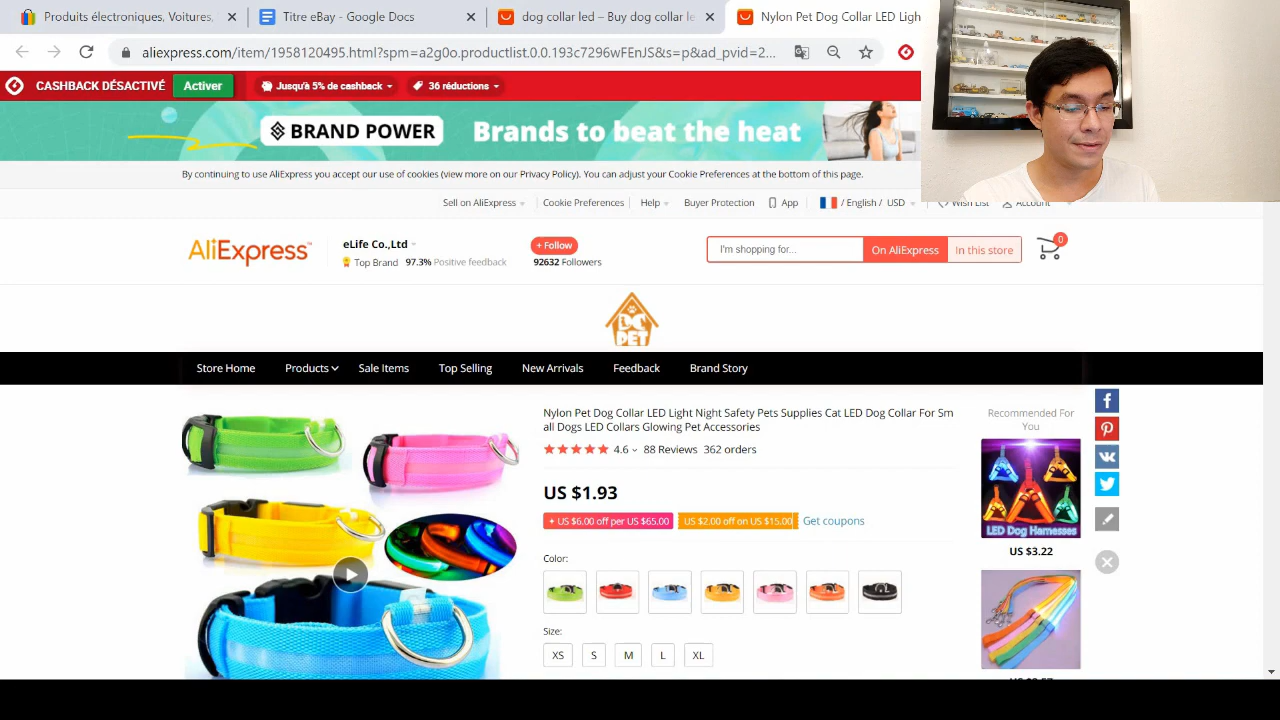 Produits électroniques, Voitures,
Titre eBay - Google Docs
dog collar led – Buy dog collar le
Nylon Pet Dog Collar LED Ligh
aliexpress.com/item/1958120495.html?spm=a2g0o.productlist.0.0.193c7296wFEnJS&s=p&ad_pvid=2...
CASHBACK DÉSACTIVÉ
Activer
Jusqu'à 5% de cashback
36 réductions
BRAND POWER
Brands to beat the heat
By continuing to use AliExpress you accept our use of cookies (view more on our Privacy Policy). You can adjust your Cookie Preferences at the bottom of this page.
Sell on AliExpress
Cookie Preferences
Help
Buyer Protection
App
/ English / USD
Wish List
Account
AliExpress™
eLife Co.,Ltd
Top Brand 97.3% Positive feedback
+ Follow
92632 Followers
I'm shopping for...
On AliExpress
In this store
0
DC
PET
Store Home
Products
Sale Items
Top Selling
New Arrivals
Feedback
Brand Story
Nylon Pet Dog Collar LED Light Night Safety Pets Supplies Cat LED Dog Collar For Sm
all Dogs LED Collars Glowing Pet Accessories
4.6 88 Reviews 362 orders
US $1.93
+ US $6.00 off per US $65.00
US $2.00 off on US $15.00
Get coupons
Color:
Size:
XS
S
M
L
XL
Recommended For
You
LED Dog Harnesses
US $3.22